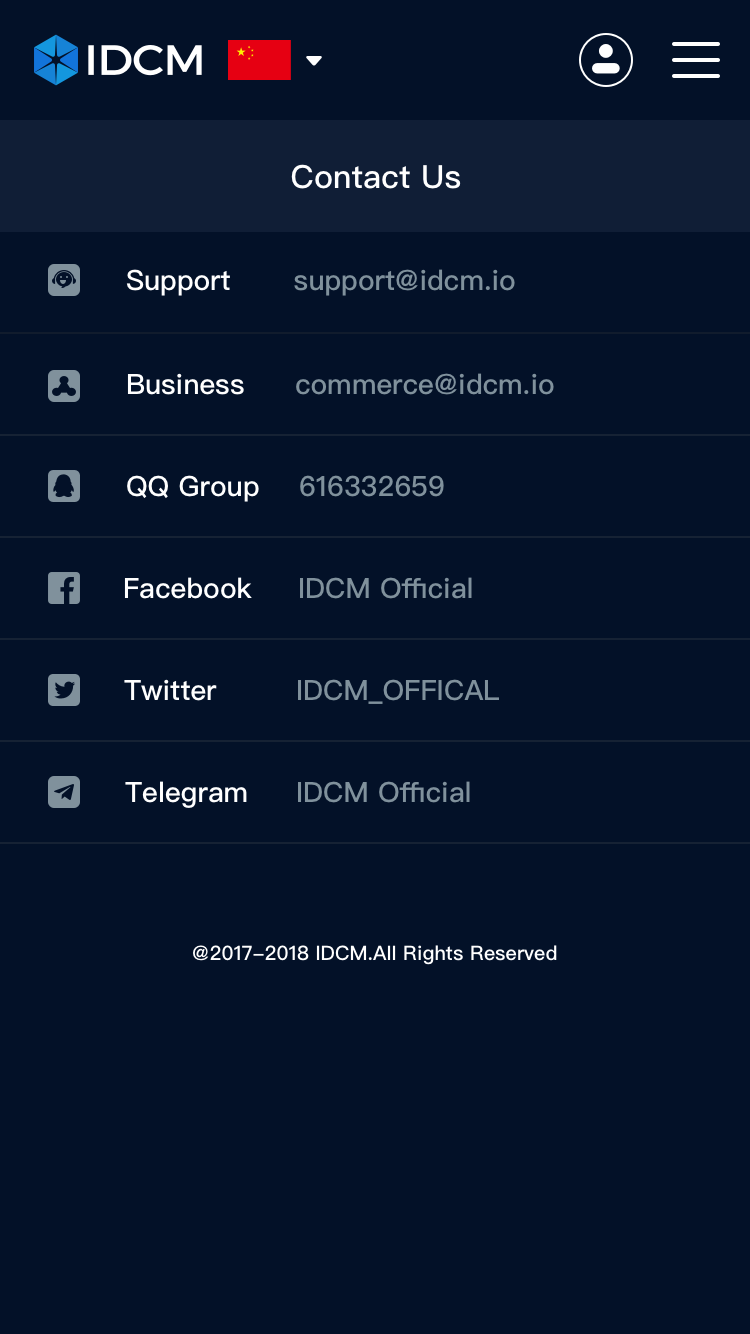 IDCM
Contact Us
Support support@idcm.io
Business commerce@idcm.io
QQ Group 616332659
Facebook IDCM Official
Twitter IDCM_OFFICAL
Telegram IDCM Official
@2017-2018 IDCM.All Rights Reserved